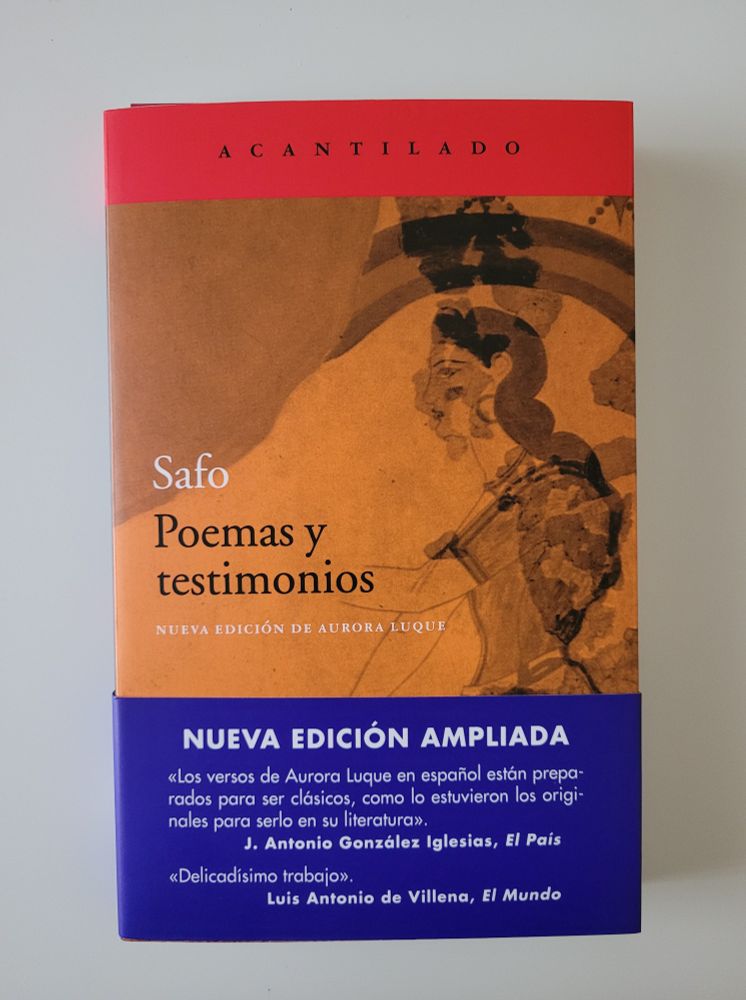 ACANTILADO
Safo
Poemas y
testimonios
NUEVA EDICIÓN DE AURORA LUQUE
NUEVA EDICIÓN AMPLIADA
«Los versos de Aurora Luque en español están prepa-
rados para ser clásicos, como lo estuvieron los origi-
nales para serlo en su literatura».
J. Antonio González Iglesias, El País
«Delicadísimo trabajo».
Luis Antonio de Villena, El Mundo